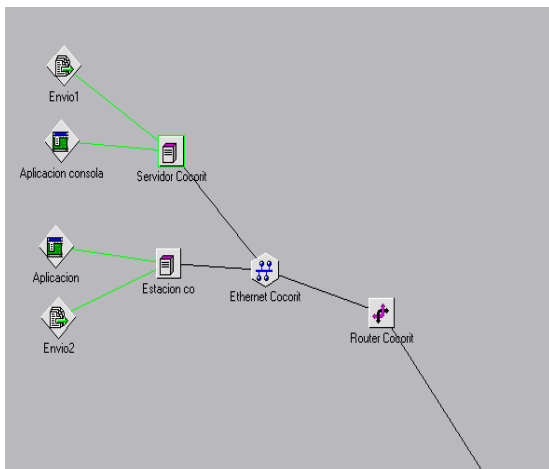 Envio1
Aplicacion consola
Servidor Cocorit
Aplicacion
Estacion co
Ethernet Cocorit
Envio2
Router Cocorit